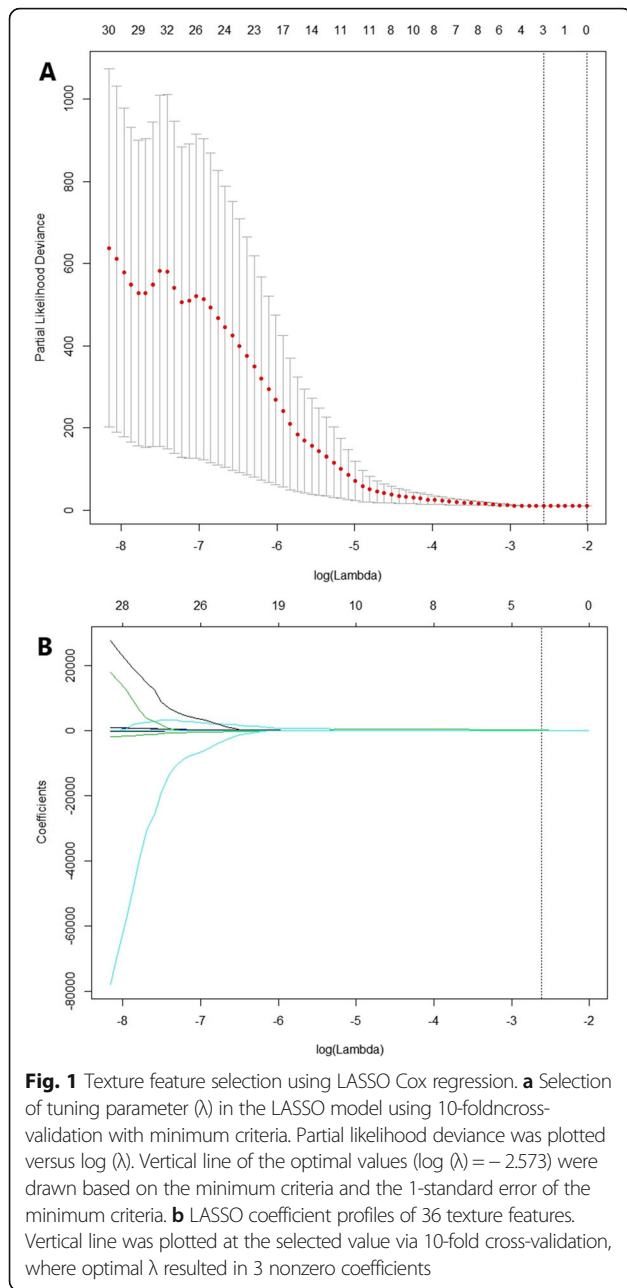 30 29 32 26 24 23 17 14 11 11 8 10 8 7 8 6 4 3 1 0
A
Partial Likelihood Deviance
1000
800
600
400
200
0
-8 -7 -6 -5 -4 -3 -2
log(Lambda)
28 26 19 10 8 5 0
B
Coefficients
20000
0
-20000
-40000
-60000
-80000
-8 -7 -6 -5 -4 -3 -2
log(Lambda)
Fig. 1 Texture feature selection using LASSO Cox regression. a Selection
of tuning parameter (λ) in the LASSO model using 10-foldncross-
validation with minimum criteria. Partial likelihood deviance was plotted
versus log (λ). Vertical line of the optimal values (log (λ) = − 2.573) were
drawn based on the minimum criteria and the 1-standard error of the
minimum criteria. b LASSO coefficient profiles of 36 texture features.
Vertical line was plotted at the selected value via 10-fold cross-validation,
where optimal λ resulted in 3 nonzero coefficients